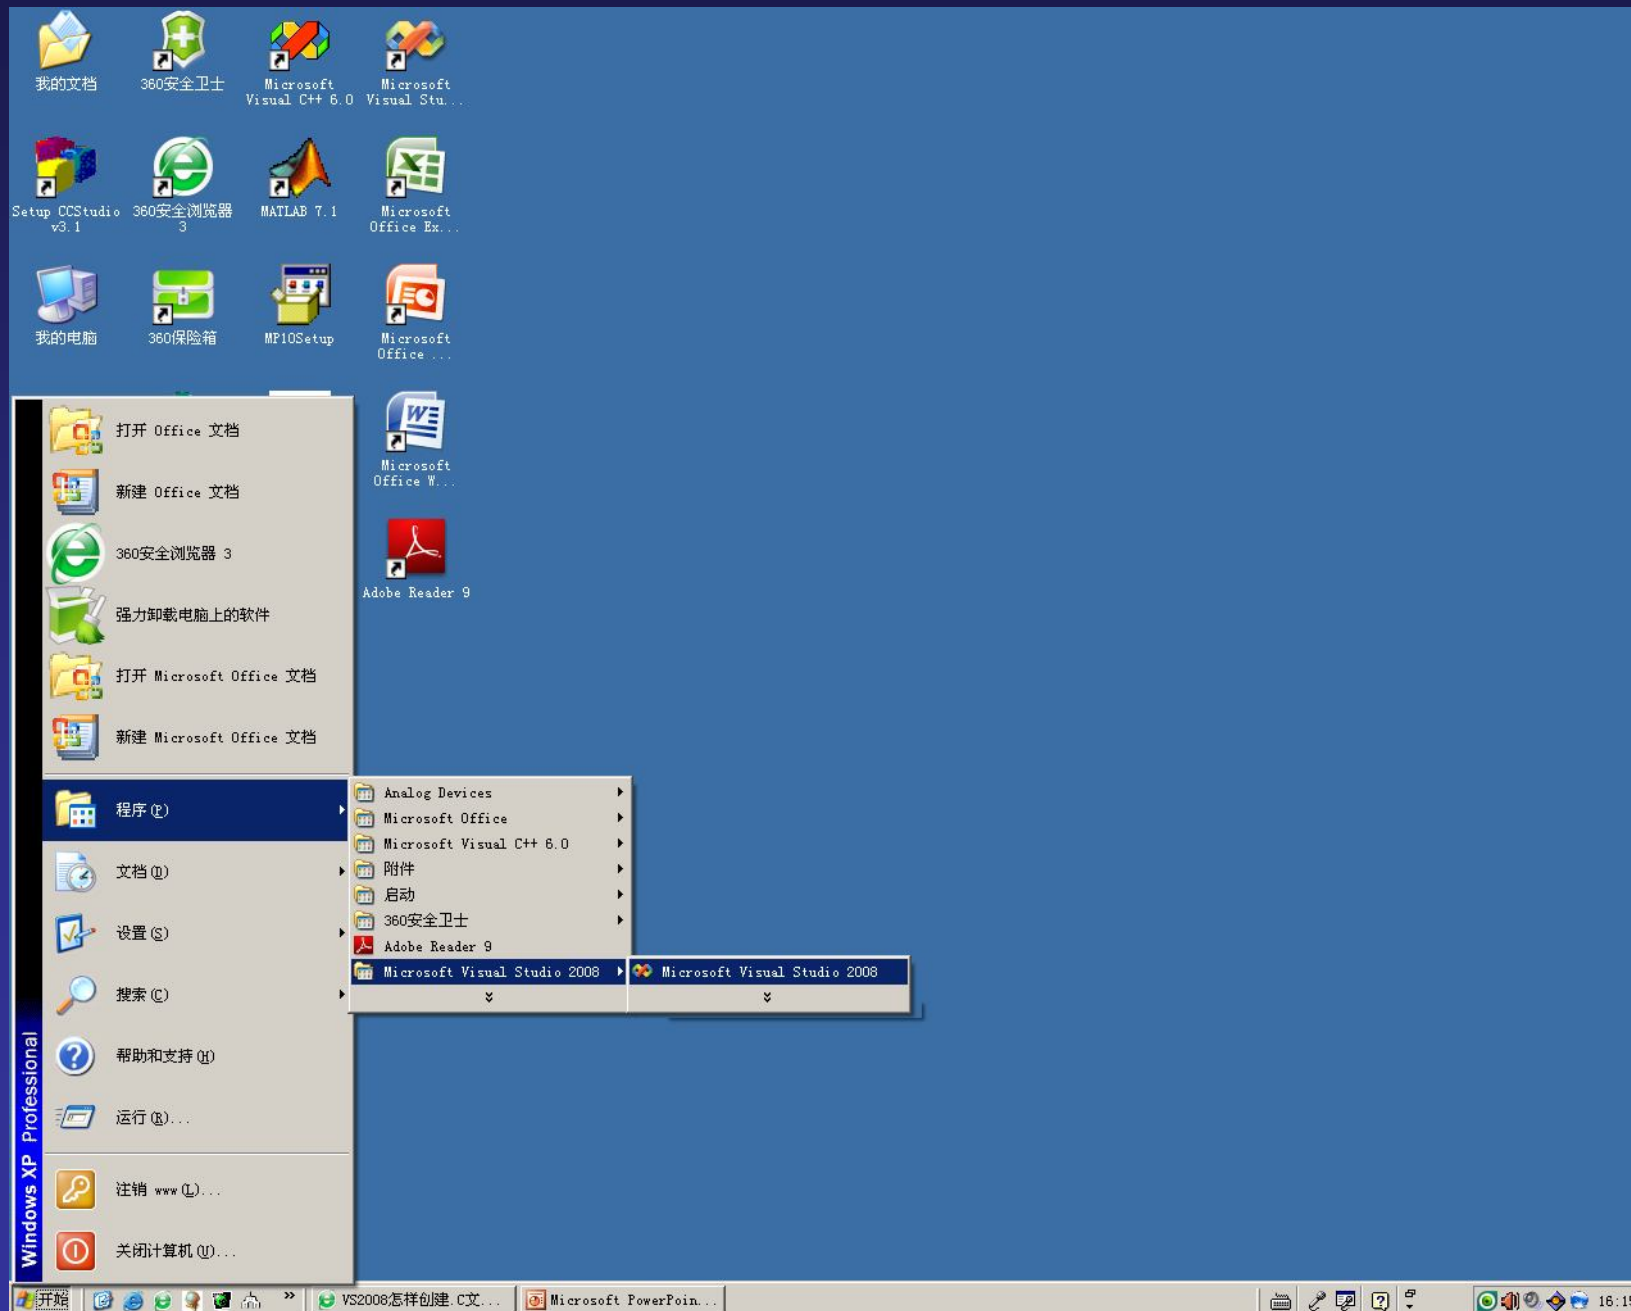 我的文档
360安全卫士
Microsoft
Visual C++ 6.0
Microsoft
Visual Stu...
Setup CCStudio
v3.1
360安全浏览器
3
MATLAB 7.1
Microsoft
Office Ex...
我的电脑
360保险箱
MP10Setup
Microsoft
Office ...
Microsoft
Office W...
Adobe Reader 9
打开 Office 文档
新建 Office 文档
360安全浏览器 3
强力卸载电脑上的软件
打开 Microsoft Office 文档
新建 Microsoft Office 文档
程序(P)
文档(D)
设置(S)
搜索(C)
帮助和支持(H)
运行(R)...
注销 www(L)...
关闭计算机(U)...
Windows XP Professional
Analog Devices
Microsoft Office
Microsoft Visual C++ 6.0
附件
启动
360安全卫士
Adobe Reader 9
Microsoft Visual Studio 2008
Microsoft Visual Studio 2008
开始
VS2008怎样创建.C文...
Microsoft PowerPoin...